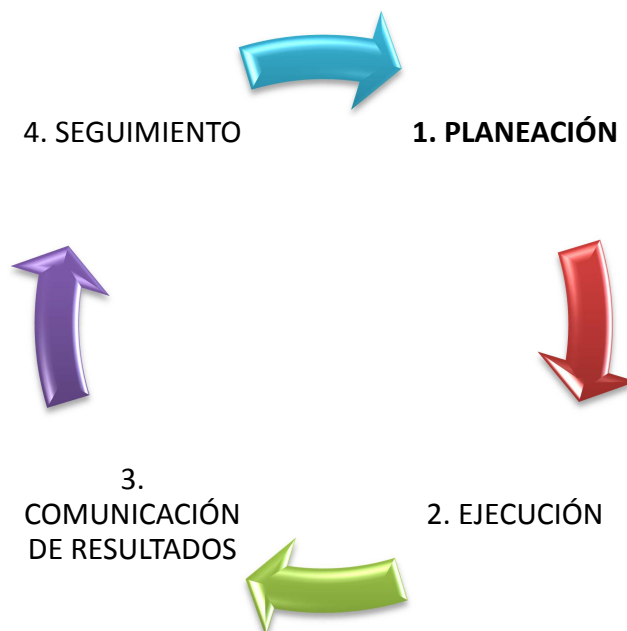 4. SEGUIMIENTO
1. PLANEACIÓN
3.
COMUNICACIÓN
DE RESULTADOS
2. EJECUCIÓN